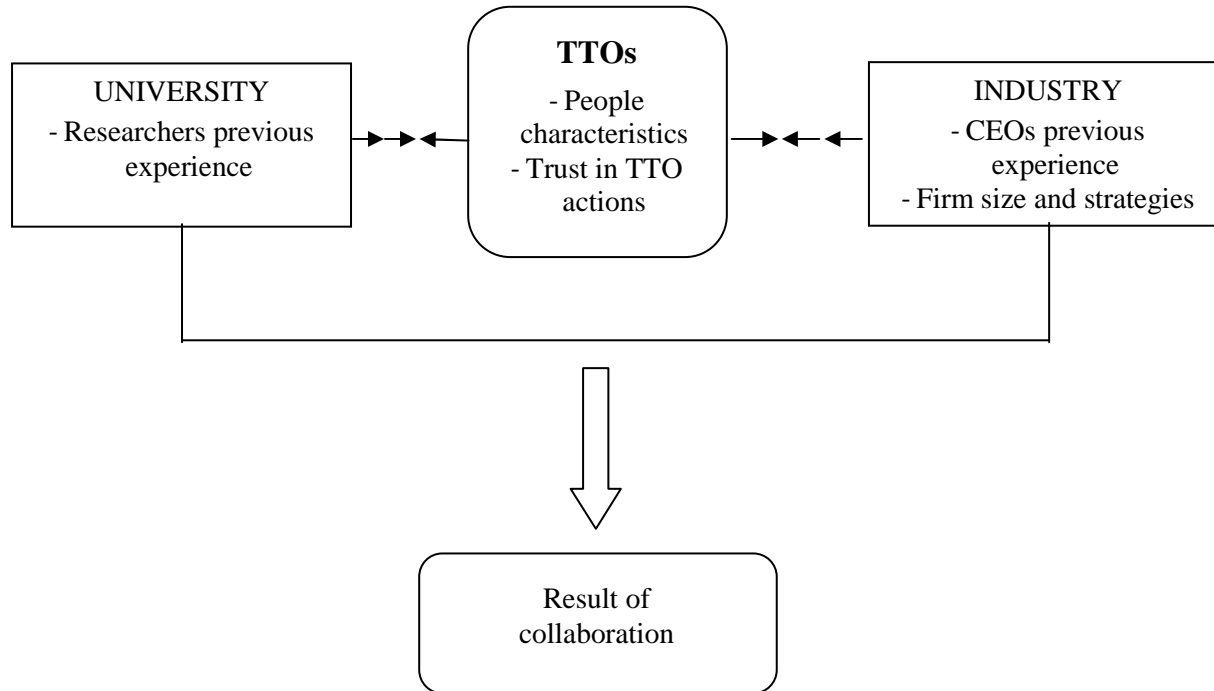 UNIVERSITY
- Researchers previous
experience
TTOs
- People
characteristics
- Trust in TTO
actions
INDUSTRY
- CEOs previous
experience
- Firm size and strategies
Result of
collaboration